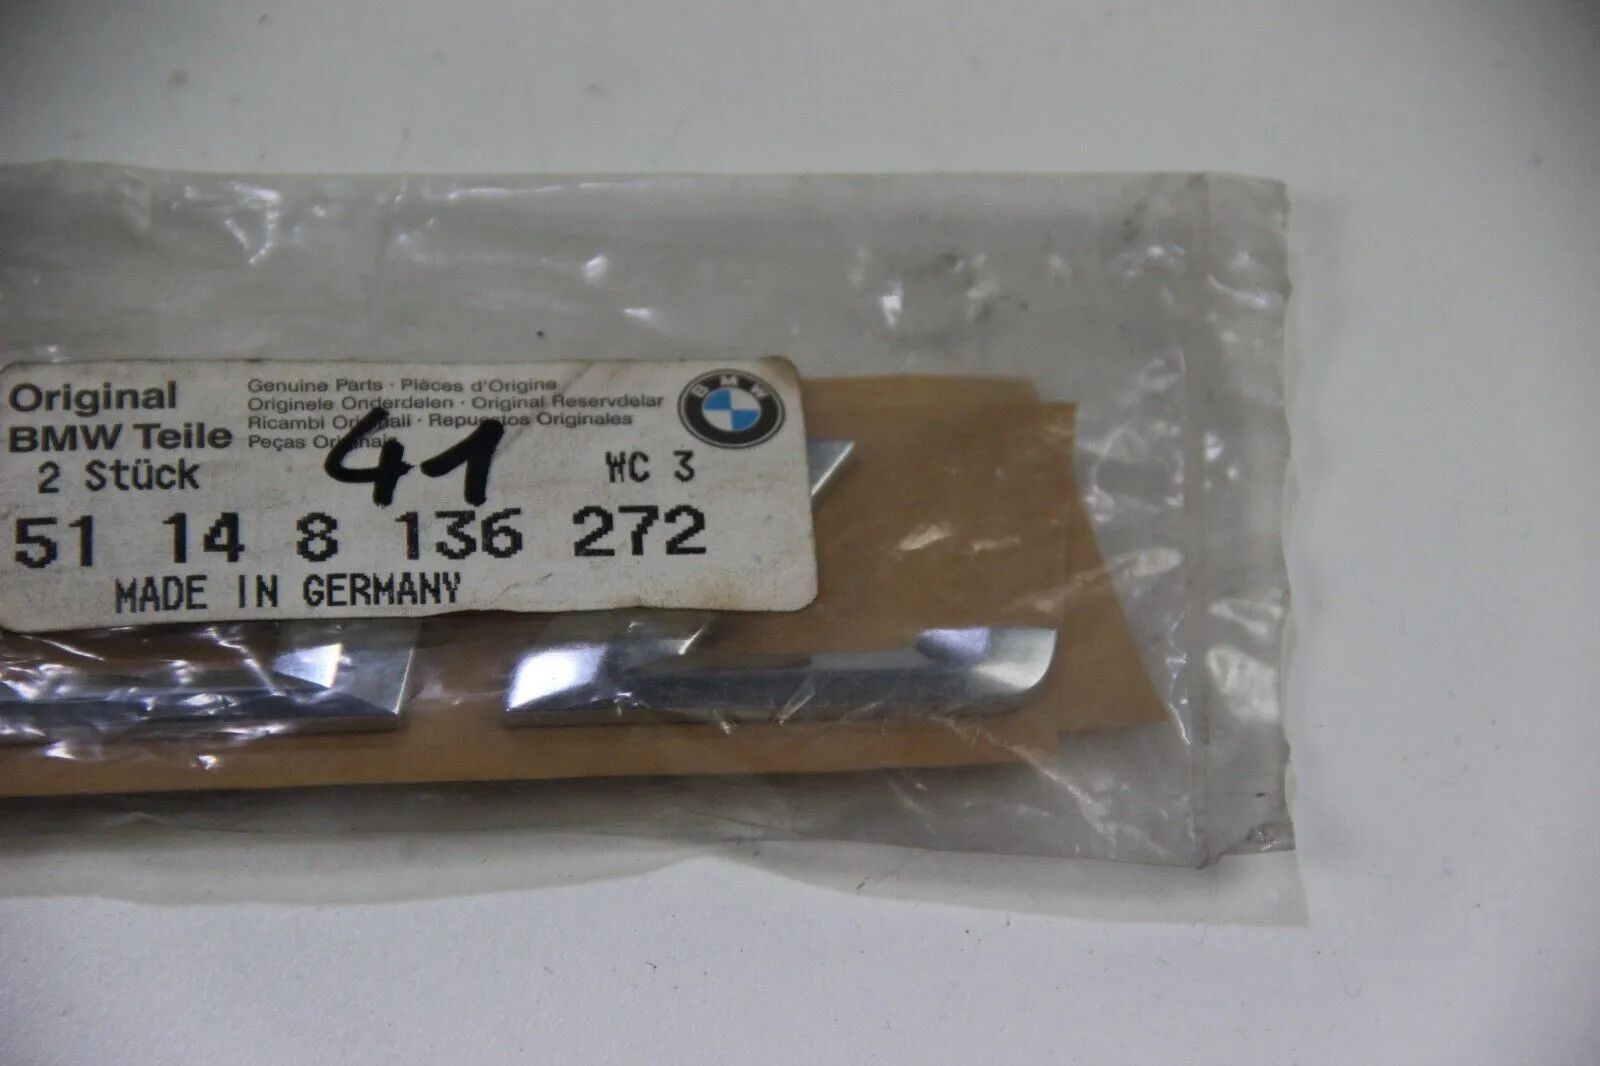 Original
BMW Teile
Genuine Parts · Pièces d'Origine
Originele Onderdelen · Original Reservdelar
Ricambi Originali · Repuestos Originales
Peças Originais
BMW
2 Stück
41
WC 3
51 14 8 136 272
MADE IN GERMANY